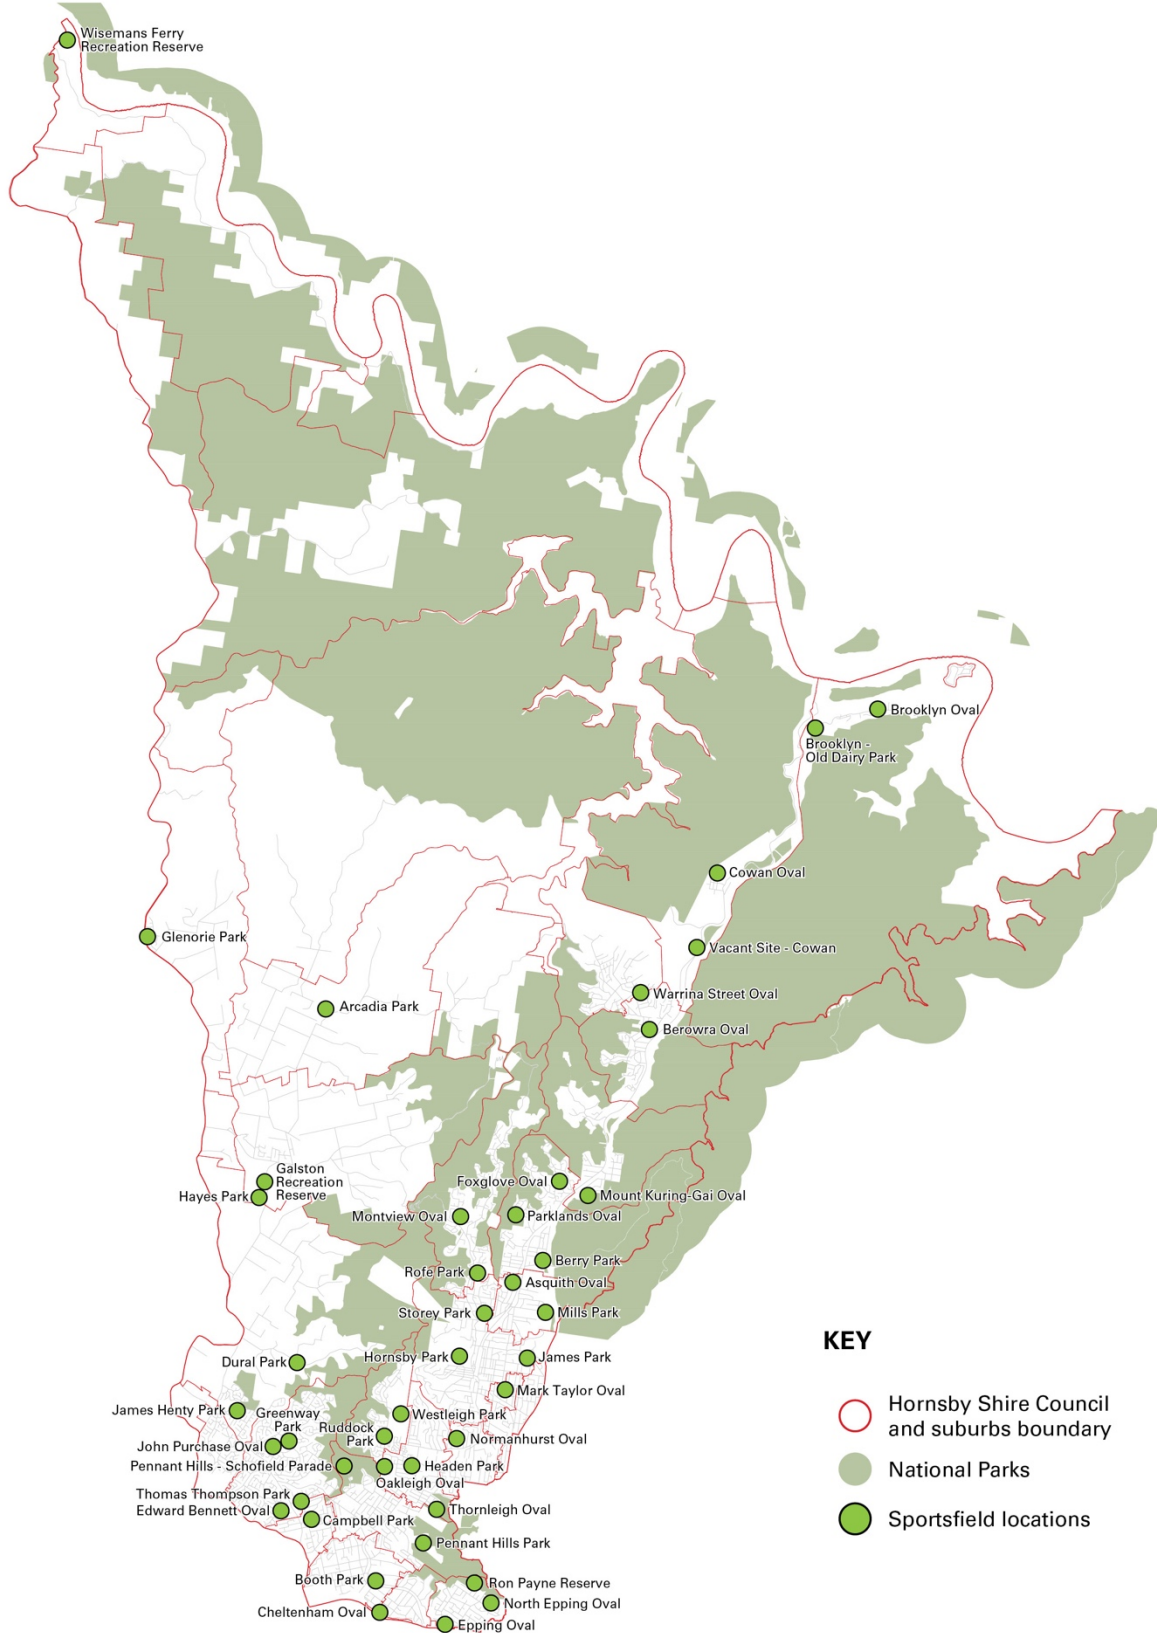 Wisemans Ferry
Recreation Reserve
Brooklyn Oval
Brooklyn -
Old Dairy Park
Cowan Oval
Glenorie Park
Vacant Site - Cowan
Warrina Street Oval
Arcadia Park
Berowra Oval
Galston
Recreation
Reserve
Hayes Park
Foxglove Oval
Mount Kuring-Gai Oval
Montview Oval
Parklands Oval
Berry Park
Rofe Park
Asquith Oval
Storey Park
Mills Park
Hornsby Park
James Park
Dural Park
Mark Taylor Oval
James Henty Park
Greenway
Park
Westleigh Park
Ruddock
Park
Normanhurst Oval
John Purchase Oval
Pennant Hills - Schofield Parade
Headen Park
Oakleigh Oval
Thomas Thompson Park
Edward Bennett Oval
Campbell Park
Thornleigh Oval
Pennant Hills Park
Booth Park
Ron Payne Reserve
North Epping Oval
Cheltenham Oval
Epping Oval
KEY
Hornsby Shire Council
and suburbs boundary
National Parks
Sportsfield locations